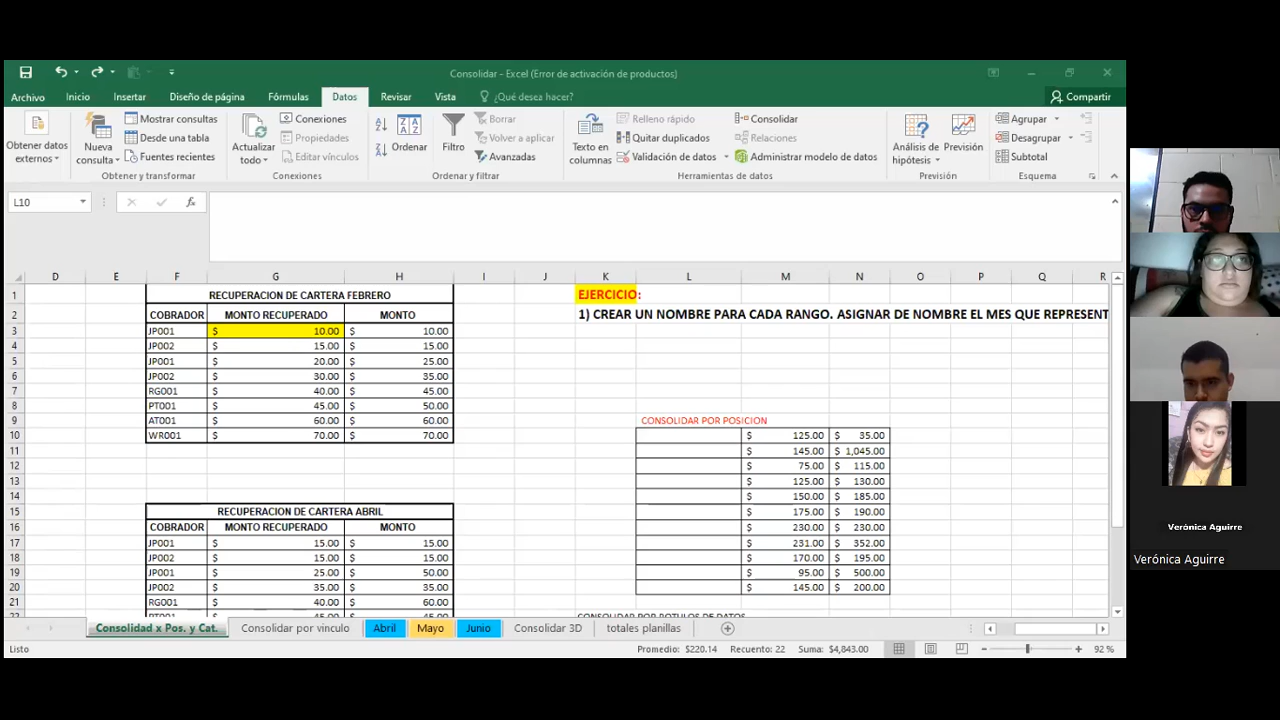 Consolidar - Excel (Error de activación de productos)
Archivo Inicio Insertar Diseño de página Fórmulas Datos Revisar Vista ¿Qué desea hacer? Compartir
Obtener datos externos
Nueva consulta
Mostrar consultas
Desde una tabla
Fuentes recientes
Obtener y transformar
Actualizar todo
Conexiones
Propiedades
Editar vínculos
Conexiones
Ordenar
Filtro
Borrar
Volver a aplicar
Avanzadas
Ordenar y filtrar
Texto en columnas
Relleno rápido
Quitar duplicados
Validación de datos
Consolidar
Relaciones
Administrar modelo de datos
Herramientas de datos
Análisis de hipótesis
Previsión
Previsión
Agrupar
Desagrupar
Subtotal
Esquema
L10
fx
D E F G H I J K L M N O P Q R
1 RECUPERACION DE CARTERA FEBRERO EJERCICIO:
2 COBRADOR MONTO RECUPERADO MONTO 1) CREAR UN NOMBRE PARA CADA RANGO. ASIGNAR DE NOMBRE EL MES QUE REPRESENT
3 JP001 $ 10.00 $ 10.00
4 JP002 $ 15.00 $ 15.00
5 JP001 $ 20.00 $ 25.00
6 JP002 $ 30.00 $ 35.00
7 RG001 $ 40.00 $ 45.00
8 PT001 $ 45.00 $ 50.00
9 AT001 $ 60.00 $ 60.00 CONSOLIDAR POR POSICION
10 WR001 $ 70.00 $ 70.00 $ 125.00 $ 35.00
11 $ 145.00 $ 1,045.00
12 $ 75.00 $ 115.00
13 $ 125.00 $ 130.00
14 $ 150.00 $ 185.00
15 RECUPERACION DE CARTERA ABRIL $ 175.00 $ 190.00
16 COBRADOR MONTO RECUPERADO MONTO $ 230.00 $ 230.00
17 JP001 $ 15.00 $ 15.00 $ 231.00 $ 352.00
18 JP002 $ 15.00 $ 15.00 $ 170.00 $ 195.00
19 JP001 $ 25.00 $ 50.00 $ 95.00 $ 500.00
20 JP002 $ 35.00 $ 35.00 $ 145.00 $ 200.00
21 RG001 $ 40.00 $ 60.00
22 CONSOLIDAR POR ROTULOS DE DATOS
Consolidad x Pos. y Cat. Consolidar por vinculo Abril Mayo Junio Consolidar 3D totales planillas
Listo Promedio: $220.14 Recuento: 22 Suma: $4,843.00 92 %
Verónica Aguirre
Verónica Aguirre